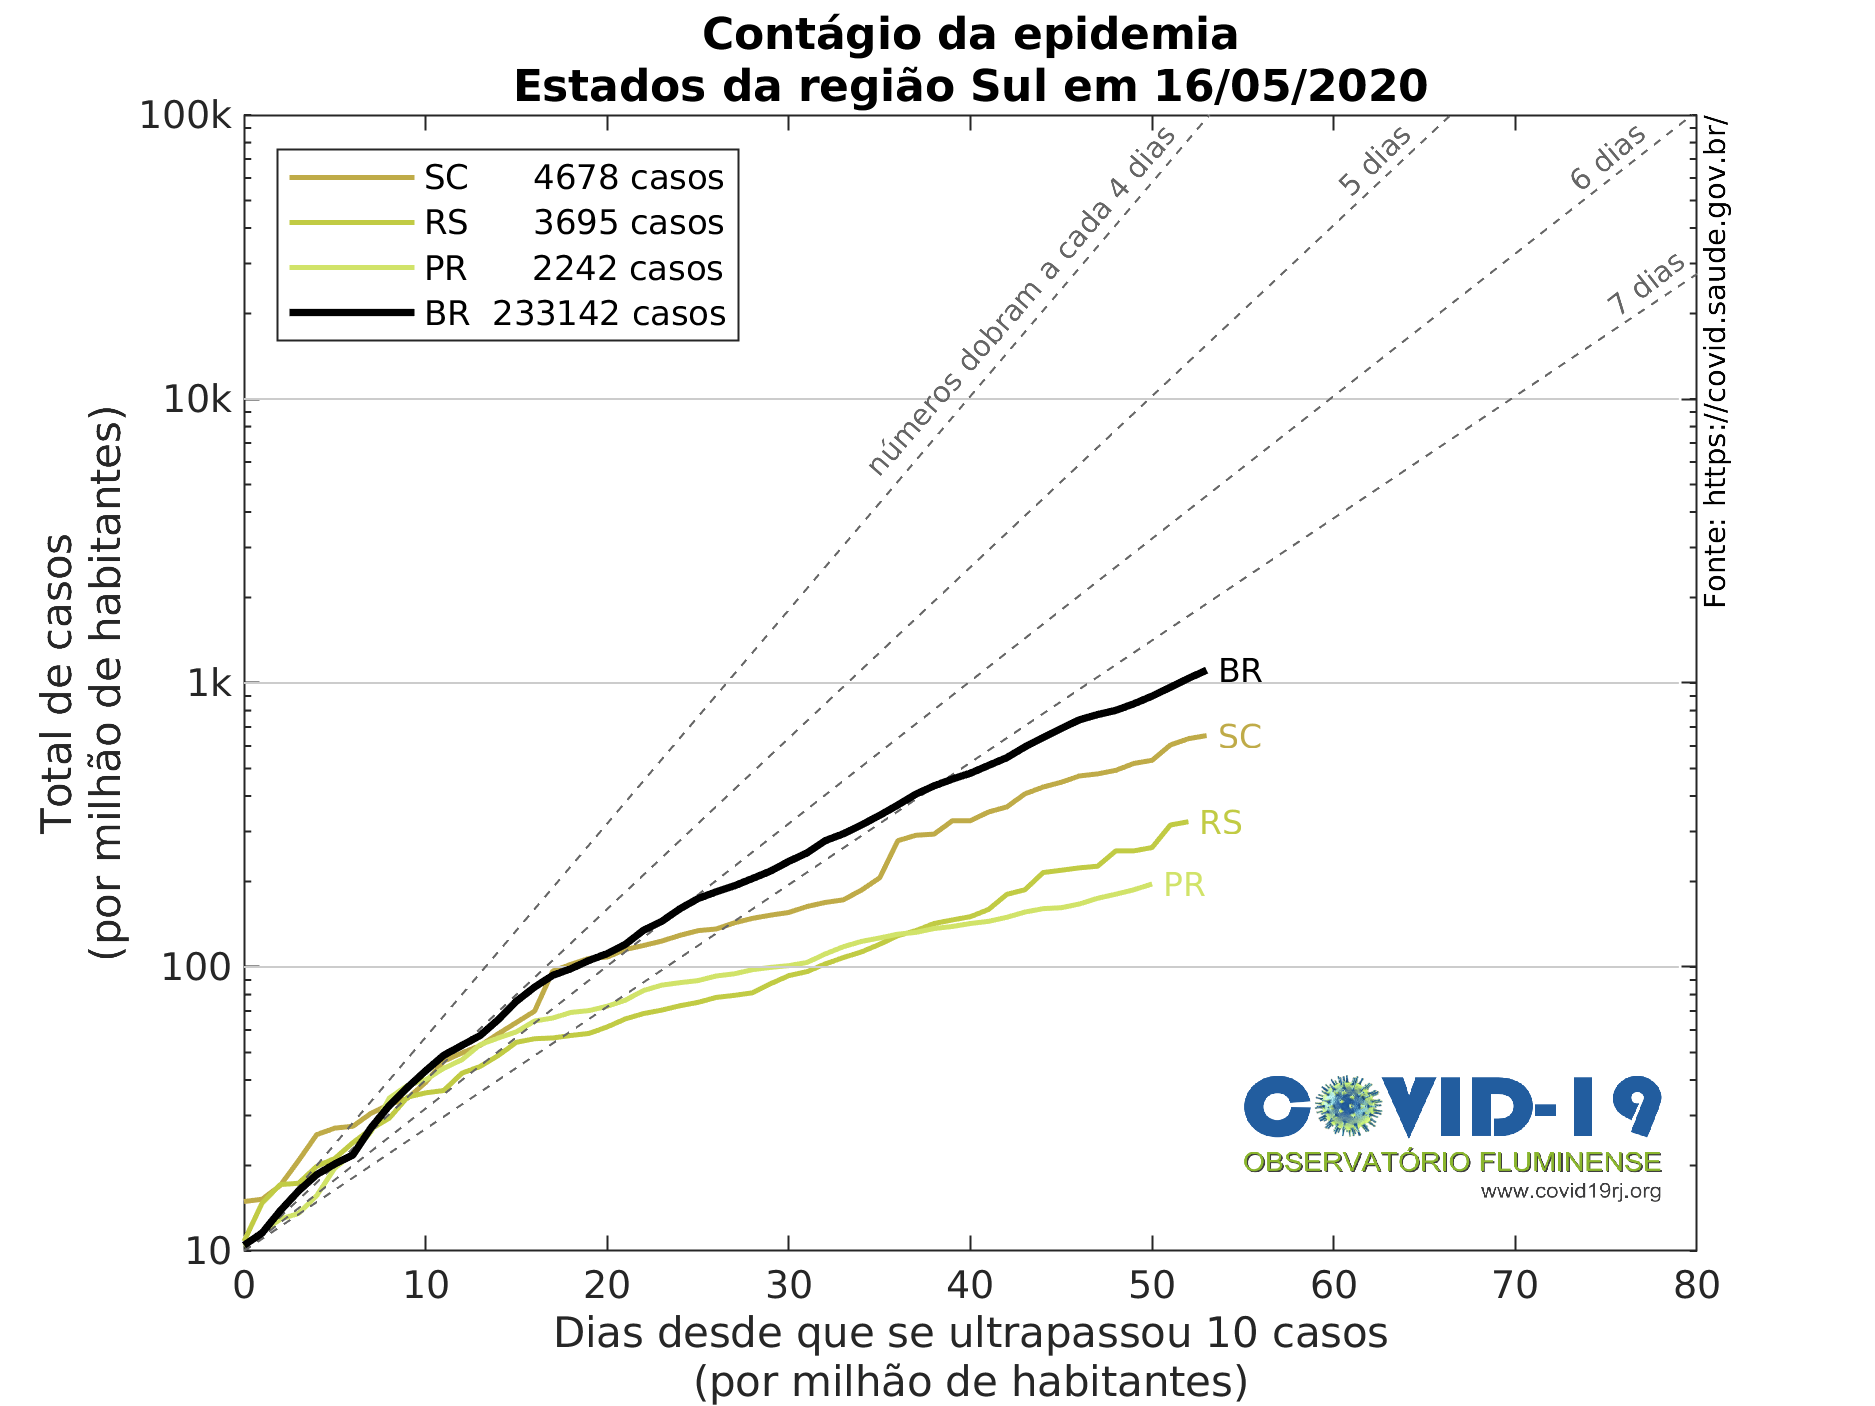 Contágio da epidemia
Estados da região Sul em 16/05/2020
100k
10k
1k
100
10
Total de casos
(por milhão de habitantes)
SC 4678 casos
RS 3695 casos
PR 2242 casos
BR 233142 casos
números dobram a cada 4 dias
5 dias
6 dias
7 dias
Fonte: https://covid.saude.gov.br/
BR
SC
RS
PR
COVID-19
OBSERVATÓRIO FLUMINENSE
www.covid19rj.org
0 10 20 30 40 50 60 70 80
Dias desde que se ultrapassou 10 casos
(por milhão de habitantes)